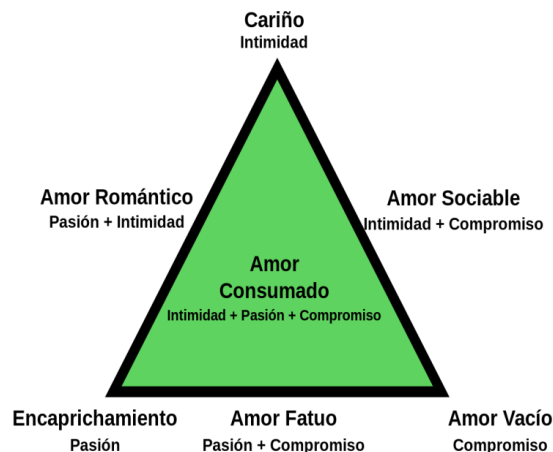 Cariño
Intimidad
Amor Romántico
Pasión + Intimidad
Amor Sociable
Intimidad + Compromiso
Amor
Consumado
Intimidad + Pasión + Compromiso
Encaprichamiento
Pasión
Amor Fatuo
Pasión + Compromiso
Amor Vacío
Compromiso